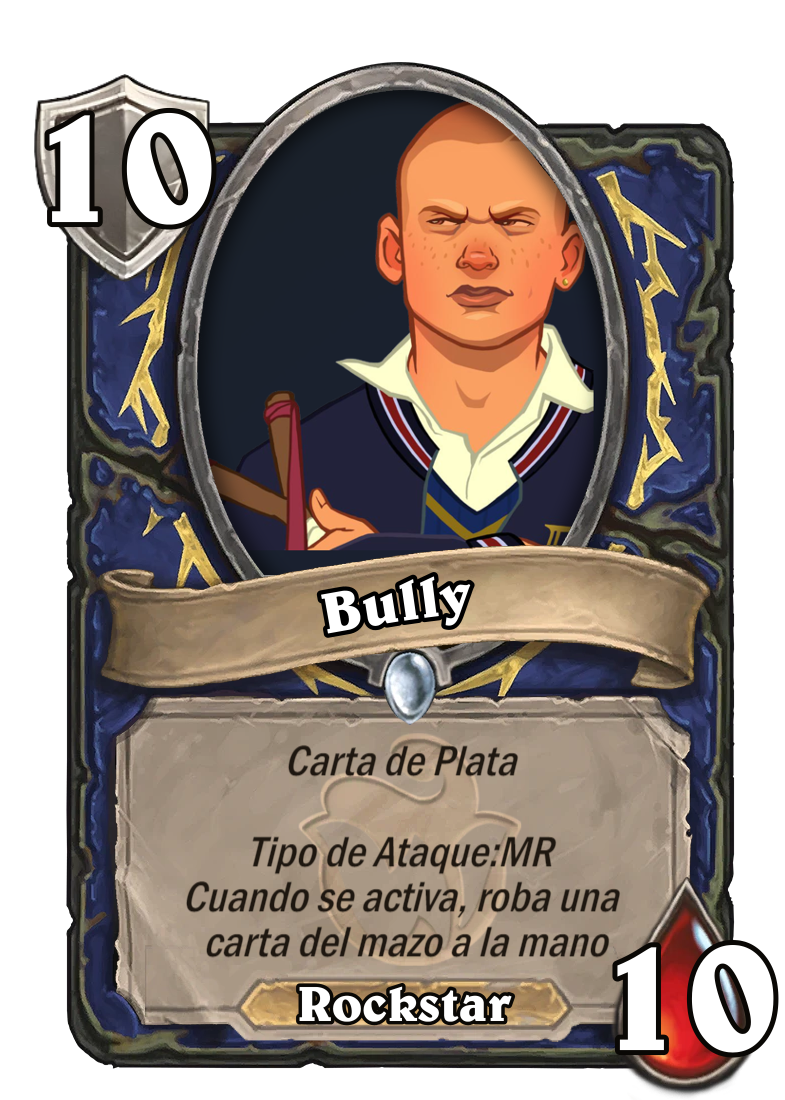 10
Bully
Carta de Plata
Tipo de Ataque:MR
Cuando se activa, roba una
carta del mazo a la mano
Rockstar
10